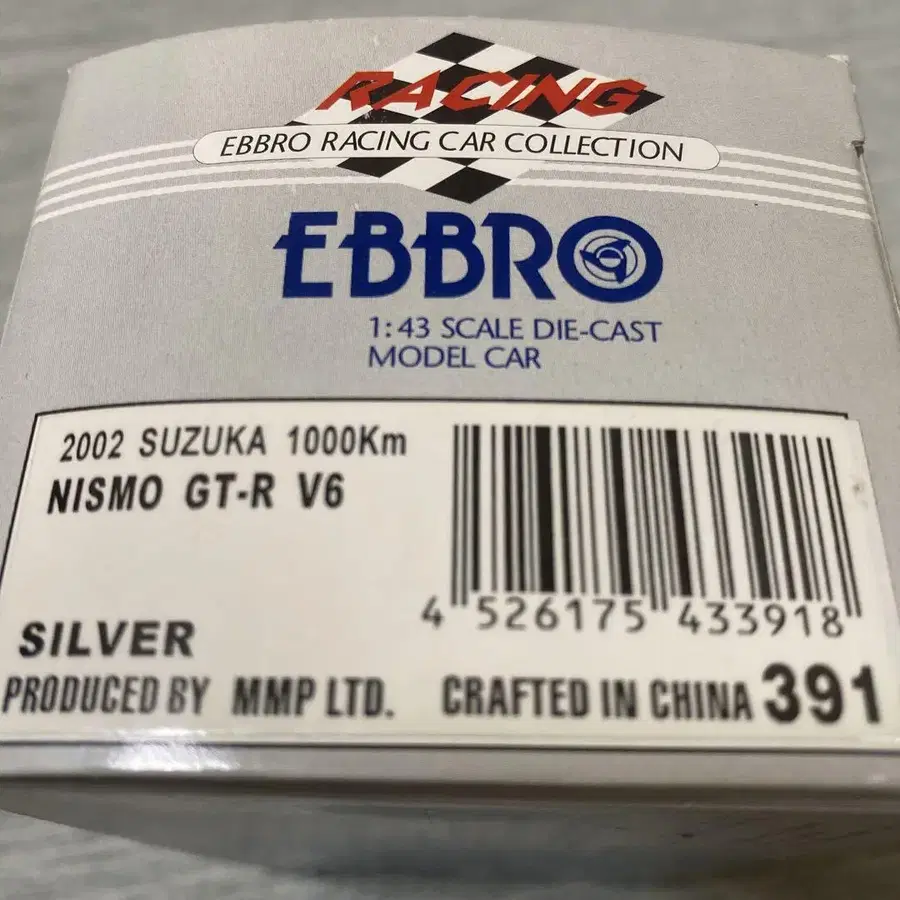 RACING
EBBRO RACING CAR COLLECTION
EBBRO
1:43 SCALE DIE-CAST
MODEL CAR
2002 SUZUKA 1000Km
NISMO GT-R V6
4 526175 433918
SILVER
PRODUCED BY MMP LTD. CRAFTED IN CHINA 391